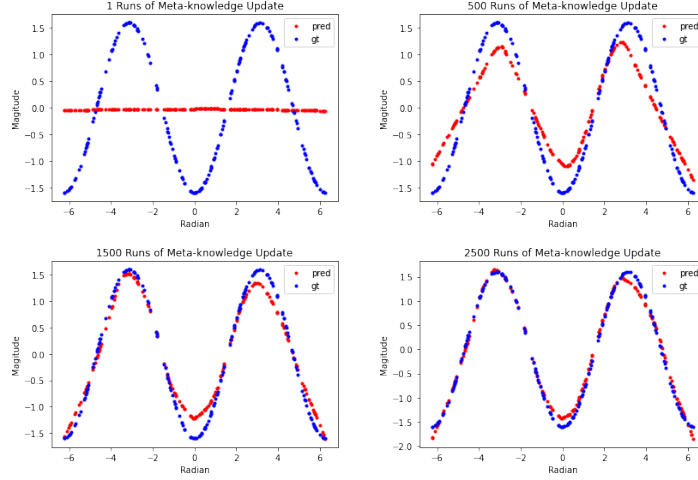 1 Runs of Meta-knowledge Update
pred
gt
1.5
1.0
0.5
0.0
−0.5
−1.0
−1.5
Magitude
−6 −4 −2 0 2 4 6
Radian
500 Runs of Meta-knowledge Update
pred
gt
1.5
1.0
0.5
0.0
−0.5
−1.0
−1.5
Magitude
−6 −4 −2 0 2 4 6
Radian
1500 Runs of Meta-knowledge Update
pred
gt
1.5
1.0
0.5
0.0
−0.5
−1.0
−1.5
Magitude
−6 −4 −2 0 2 4 6
Radian
2500 Runs of Meta-knowledge Update
pred
gt
1.5
1.0
0.5
0.0
−0.5
−1.0
−1.5
−2.0
Magitude
−6 −4 −2 0 2 4 6
Radian